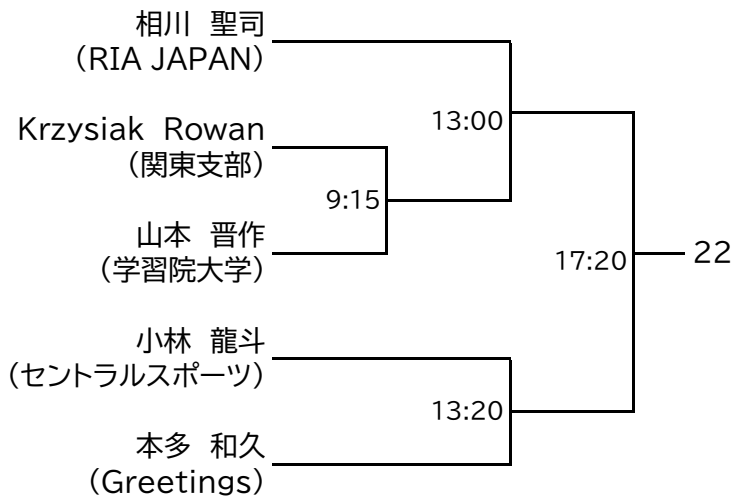 相川　聖司
（RIA JAPAN）
13:00
Krzysiak　Rowan
（関東支部）
9:15
山本　晋作
（学習院大学）
17:20
22
小林　龍斗
（セントラルスポーツ）
13:20
本多　和久
（Greetings）